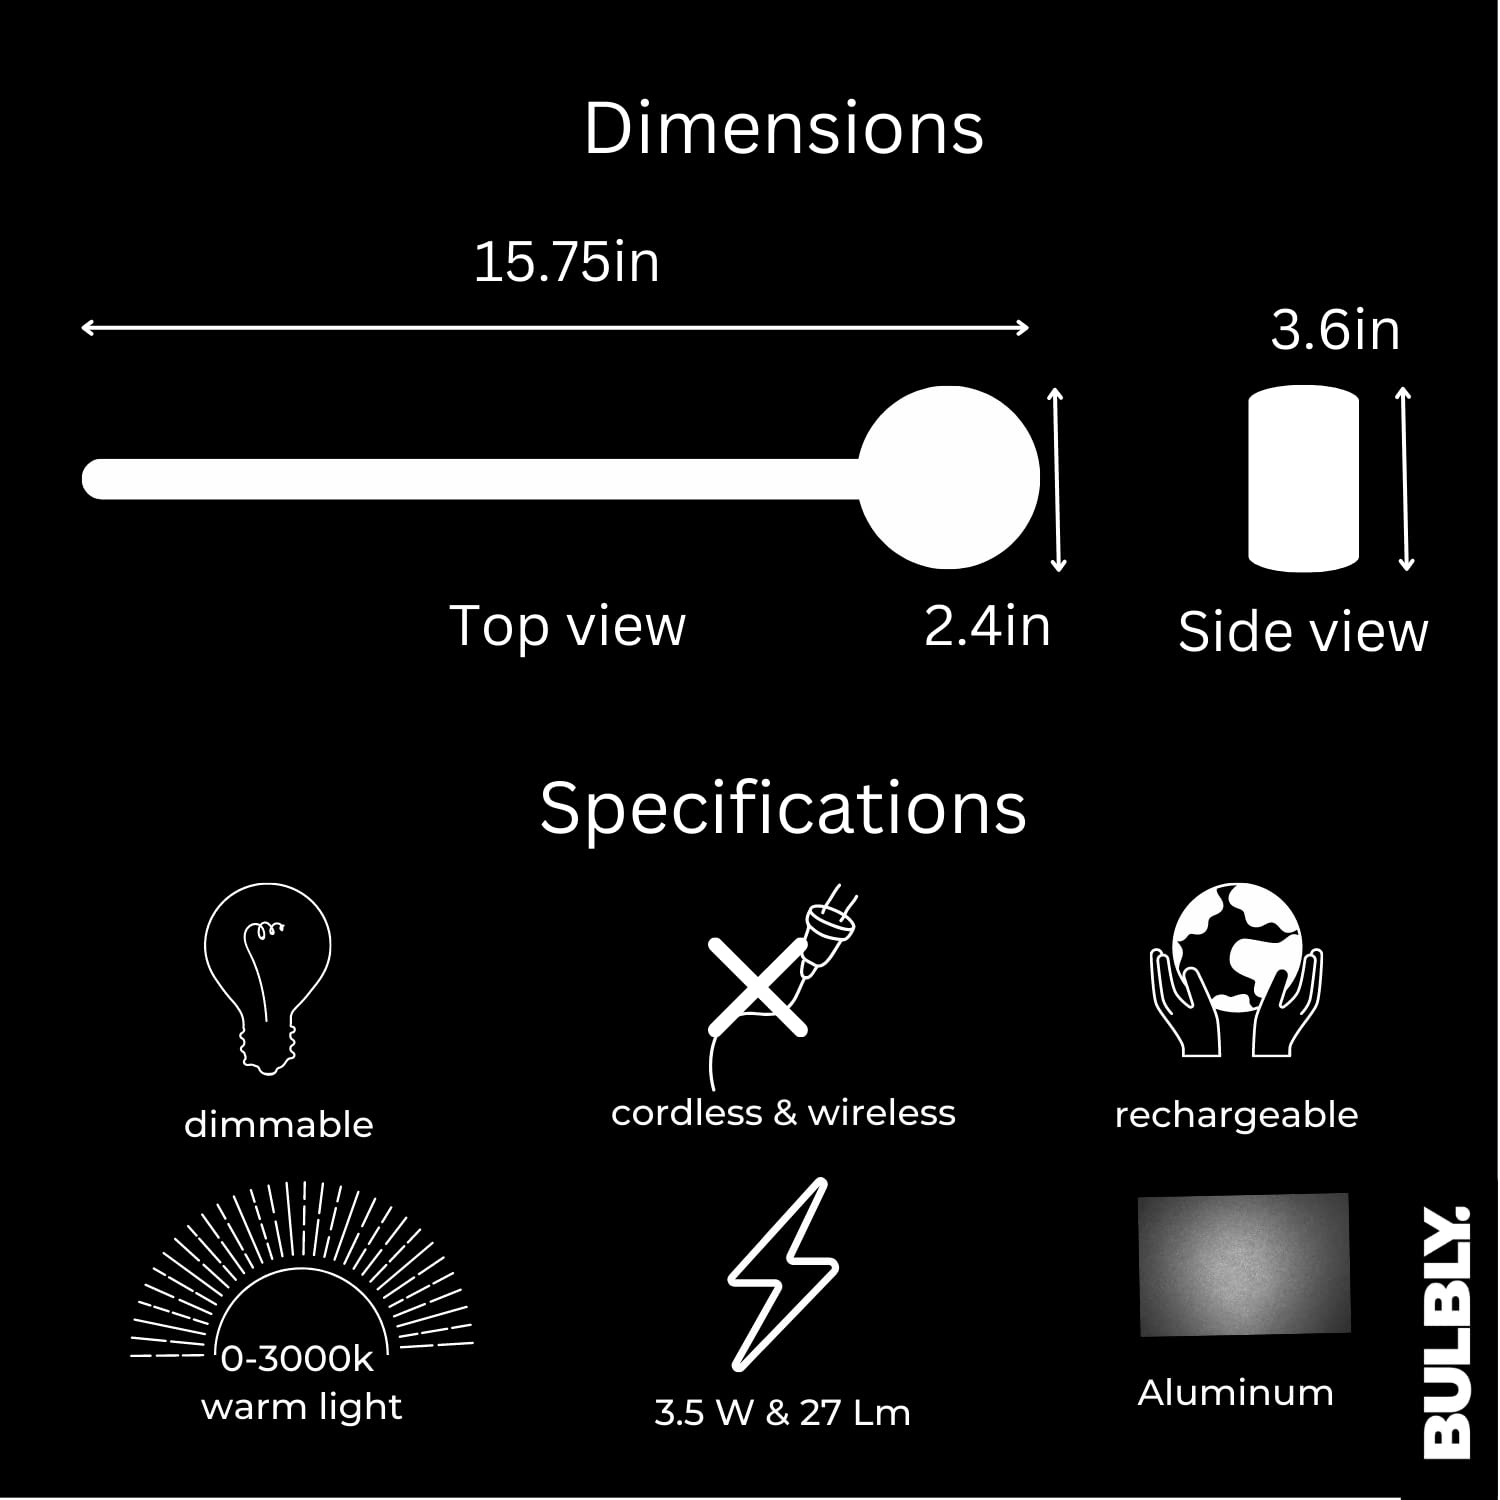 Dimensions
15.75in
3.6in
Top view
2.4in
Side view
Specifications
dimmable
cordless & wireless
rechargeable
0-3000k
warm light
3.5 W & 27 Lm
Aluminum
BULBLY.